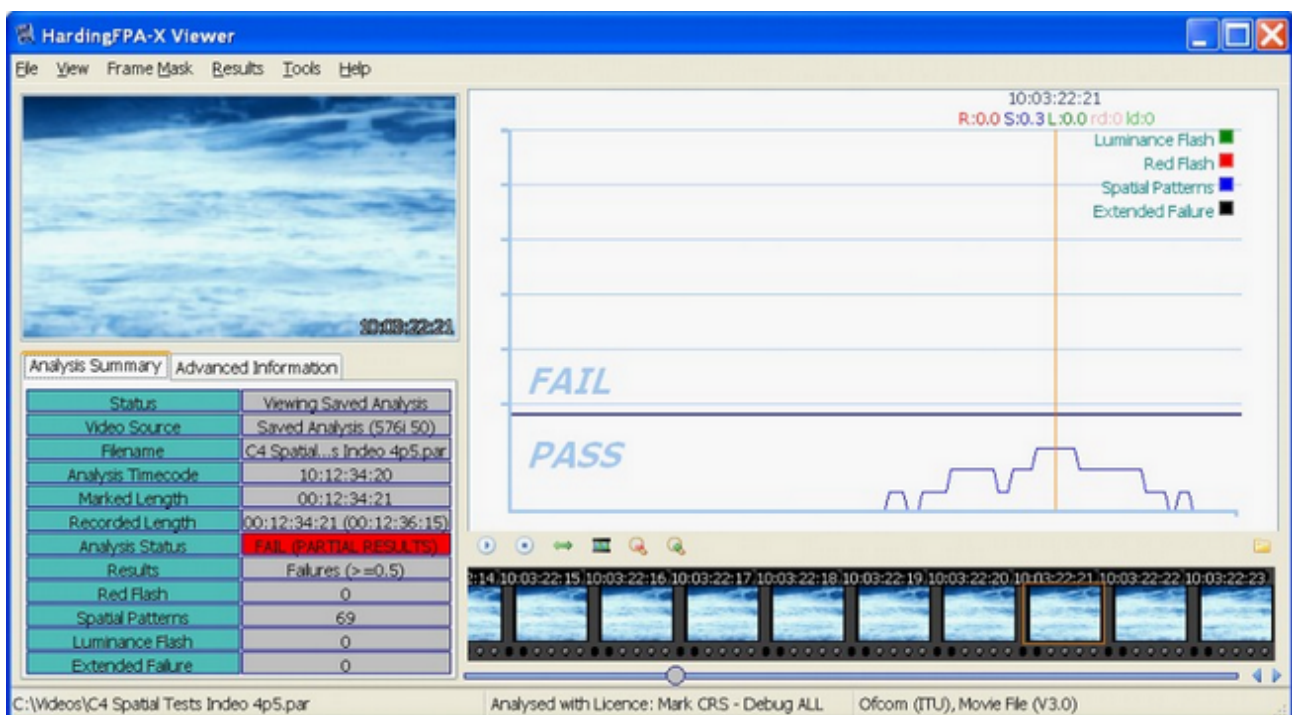 HardingFPA-X Viewer
File View Frame Mask Results Tools Help
10:03:22:21
Analysis Summary Advanced Information
Status Viewing Saved Analysis
Video Source Saved Analysis (576i 50)
Filename C4 Spatial...s Indeo 4p5.par
Analysis Timecode 10:12:34:20
Marked Length 00:12:34:21
Recorded Length 00:12:34:21 (00:12:36:15)
Analysis Status FAIL (PARTIAL RESULTS)
Results Failures (>=0.5)
Red Flash 0
Spatial Patterns 69
Luminance Flash 0
Extended Failure 0
10:03:22:21
R:0.0 S:0.3 L:0.0 rd:0 ld:0
Luminance Flash
Red Flash
Spatial Patterns
Extended Failure
FAIL
PASS
2:14 10:03:22:15 10:03:22:16 10:03:22:17 10:03:22:18 10:03:22:19 10:03:22:20 10:03:22:21 10:03:22:22 10:03:22:23
C:\Videos\C4 Spatial Tests Indeo 4p5.par Analysed with Licence: Mark CRS - Debug ALL Ofcom (ITU), Movie File (V3.0)